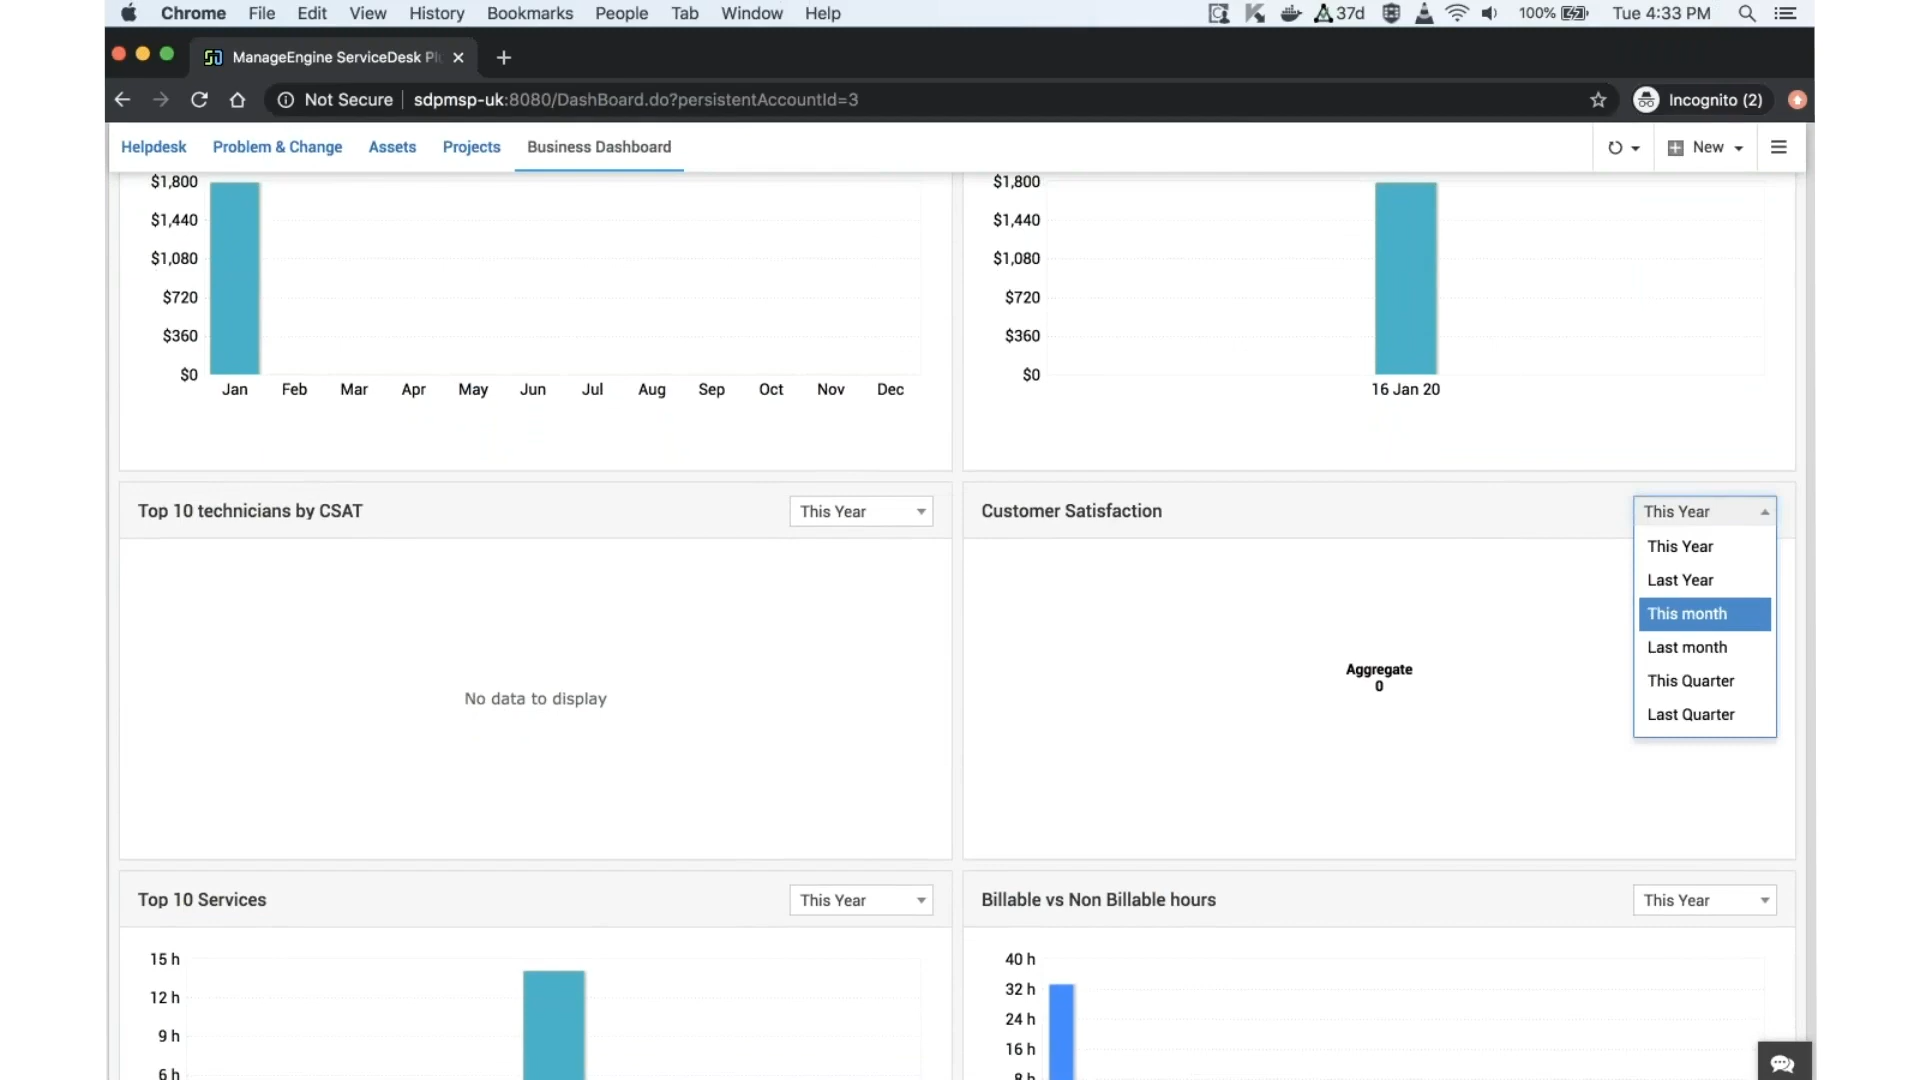 Chrome File Edit View History Bookmarks People Tab Window Help 37d 100% Tue 4:33 PM
ManageEngine ServiceDesk Pl
Not Secure sdpmsp-uk:8080/DashBoard.do?persistentAccountId=3 Incognito (2)
Helpdesk Problem & Change Assets Projects Business Dashboard New
$1,800
$1,440
$1,080
$720
$360
$0
Jan Feb Mar Apr May Jun Jul Aug Sep Oct Nov Dec
$1,800
$1,440
$1,080
$720
$360
$0
16 Jan 20
Top 10 technicians by CSAT This Year
No data to display
Customer Satisfaction This Year
This Year
Last Year
This month
Last month
This Quarter
Last Quarter
Aggregate
0
Top 10 Services This Year
15 h
12 h
9 h
6 h
Billable vs Non Billable hours This Year
40 h
32 h
24 h
16 h
8 h